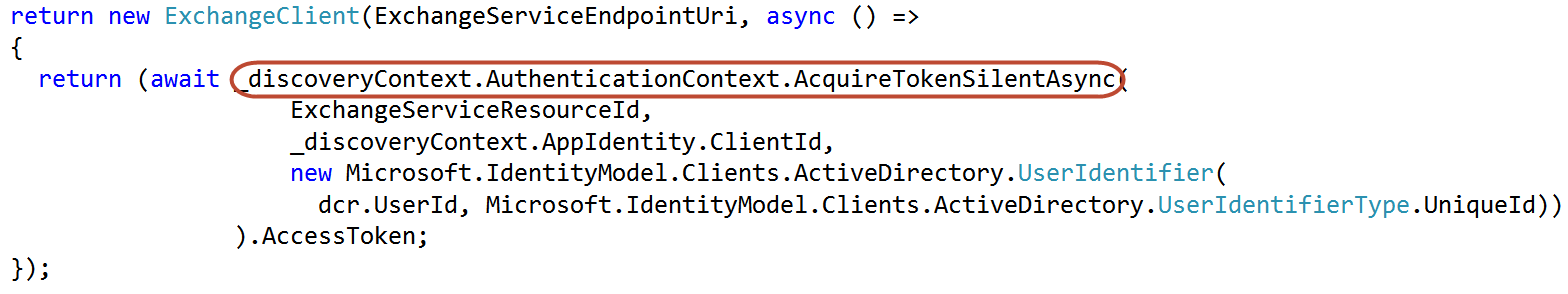 return new ExchangeClient(ExchangeServiceEndpointUri, async () =>
{
return (await _discoveryContext.AuthenticationContext.AcquireTokenSilentAsync(
ExchangeServiceResourceId,
_discoveryContext.AppIdentity.ClientId,
new Microsoft.IdentityModel.Clients.ActiveDirectory.UserIdentifier(
dcr.UserId, Microsoft.IdentityModel.Clients.ActiveDirectory.UserIdentifierType.UniqueId))
).AccessToken;
});